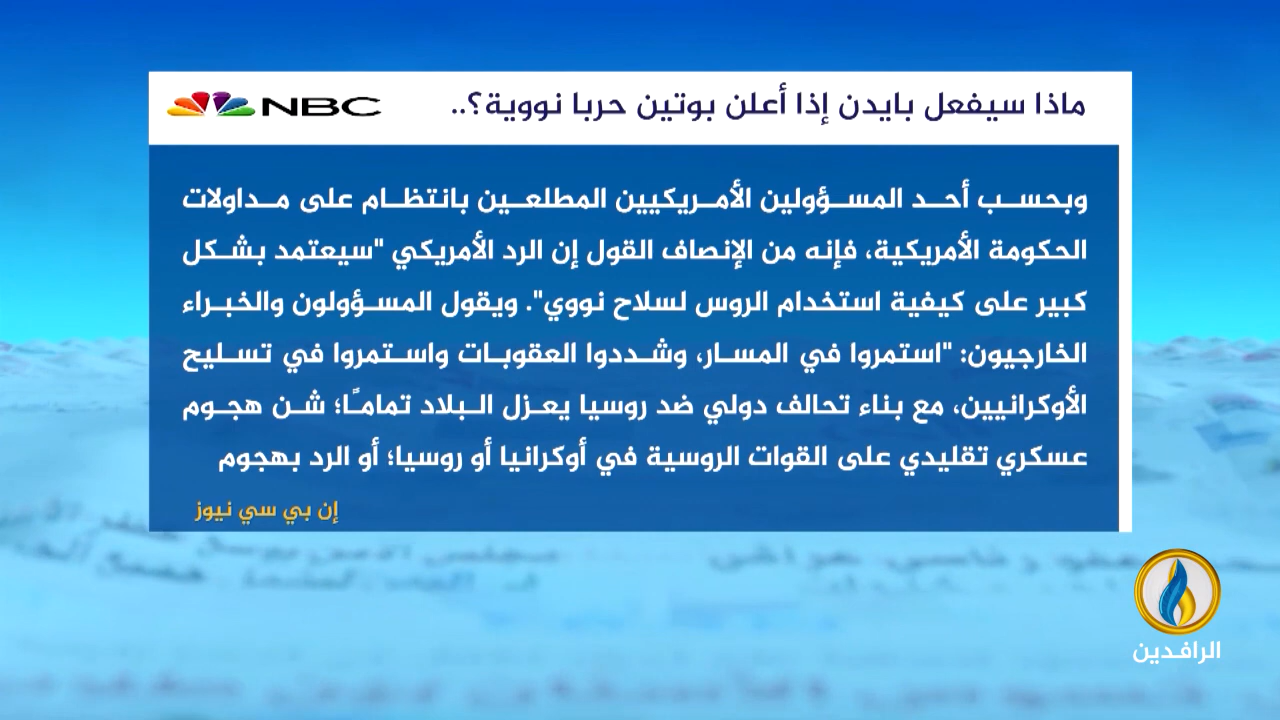 ماذا سيفعل بايدن إذا أعلن بوتين حربا نووية؟..
NBC
وبحسب أحد المسؤولين الأمريكيين المطلعين بانتظام على مداولات
الحكومة الأمريكية، فإنه من الإنصاف القول إن الرد الأمريكي "سيعتمد بشكل
كبير على كيفية استخدام الروس لسلاح نووي". ويقول المسؤولون والخبراء
الخارجيون: "استمروا في المسار، وشددوا العقوبات واستمروا في تسليح
الأوكرانيين، مع بناء تحالف دولي ضد روسيا يعزل البلاد تمامًا؛ شن هجوم
عسكري تقليدي على القوات الروسية في أوكرانيا أو روسيا؛ أو الرد بهجوم
إن بي سي نيوز
الرافدين